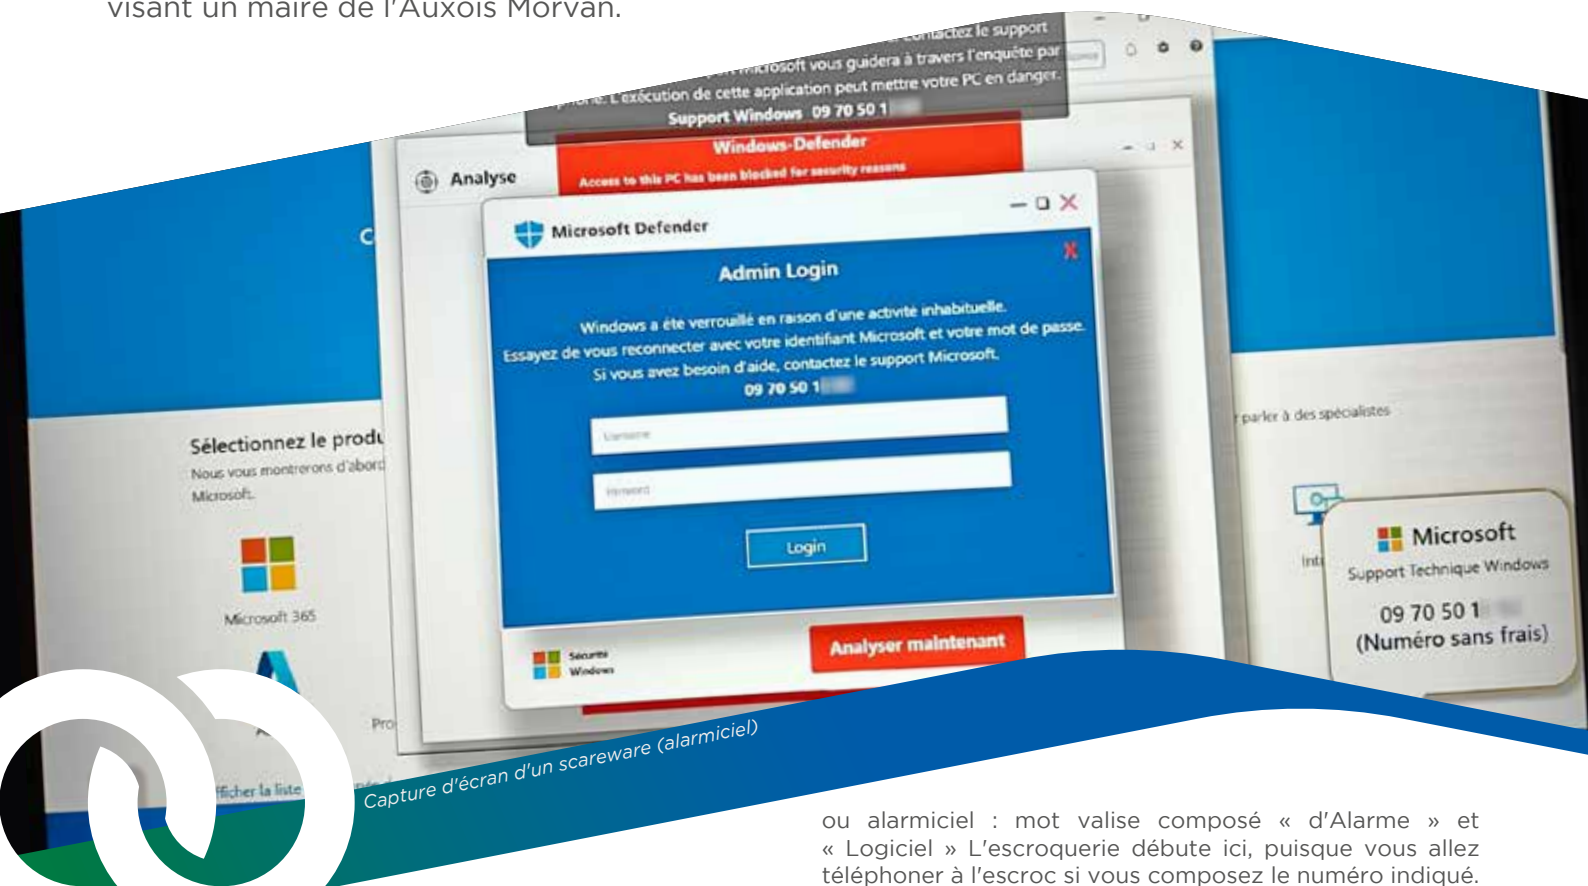 visant un maire de l'Auxois Morvan.
contactez le support
Microsoft vous guidera à travers l'enquête par
L'exécution de cette application peut mettre votre PC en danger.
Support Windows 09 70 50 1
Windows-Defender
Access to this PC has been blocked for security reasons
Analyse
Microsoft Defender
Admin Login
Windows a été verrouillé en raison d'une activité inhabituelle.
Essayez de vous reconnecter avec votre identifiant Microsoft et votre mot de passe.
Si vous avez besoin d'aide, contactez le support Microsoft.
09 70 50 1
Username
Password
Login
Sécurité
Windows
Analyser maintenant
Sélectionnez le produ
Nous vous montrerons d'abord
Microsoft.
Microsoft 365
Pro
fficher la liste
parler à des spécialistes
Int
Microsoft
Support Technique Windows
09 70 50 1
(Numéro sans frais)
Capture d'écran d'un scareware (alarmiciel)
ou alarmiciel : mot valise composé « d'Alarme » et
« Logiciel » L'escroquerie débute ici, puisque vous allez
téléphoner à l'escroc si vous composez le numéro indiqué.